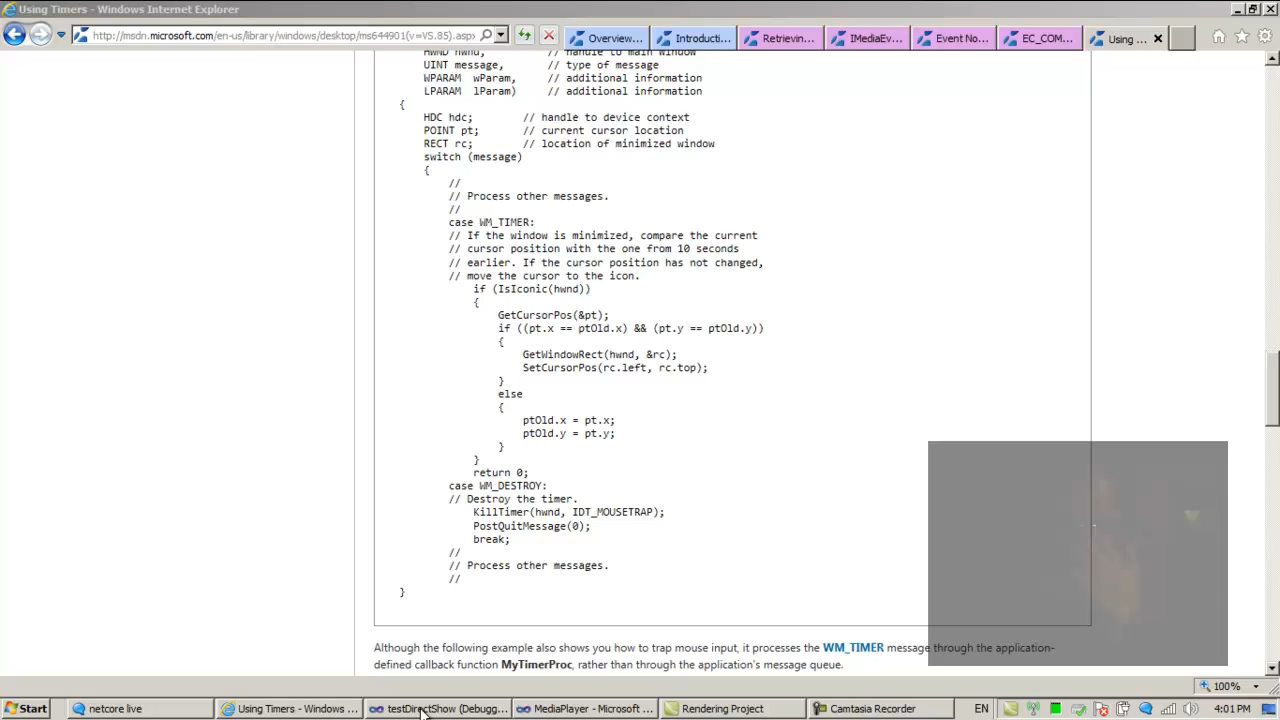 Using Timers - Windows Internet Explorer
http://msdn.microsoft.com/en-us/library/windows/desktop/ms644901(v=VS.85).aspx
Overview... Introducti... Retrievin... IMediaEv... Event No... EC_COM... Using ...
HWND hwnd, // handle to main window
UINT message, // type of message
WPARAM wParam, // additional information
LPARAM lParam) // additional information
{
HDC hdc; // handle to device context
POINT pt; // current cursor location
RECT rc; // location of minimized window
switch (message)
{
//
// Process other messages.
//
case WM_TIMER:
// If the window is minimized, compare the current
// cursor position with the one from 10 seconds
// earlier. If the cursor position has not changed,
// move the cursor to the icon.
if (IsIconic(hwnd))
{
GetCursorPos(&pt);
if ((pt.x == ptOld.x) && (pt.y == ptOld.y))
{
GetWindowRect(hwnd, &rc);
SetCursorPos(rc.left, rc.top);
}
else
{
ptOld.x = pt.x;
ptOld.y = pt.y;
}
}
return 0;
case WM_DESTROY:
// Destroy the timer.
KillTimer(hwnd, IDT_MOUSETRAP);
PostQuitMessage(0);
break;
//
// Process other messages.
//
}
Although the following example also shows you how to trap mouse input, it processes the WM_TIMER message through the application-
defined callback function MyTimerProc, rather than through the application's message queue.
100%
Start netcore live Using Timers - Windows ... testDirectShow (Debugg... MediaPlayer - Microsoft ... Rendering Project Camtasia Recorder EN 4:01 PM